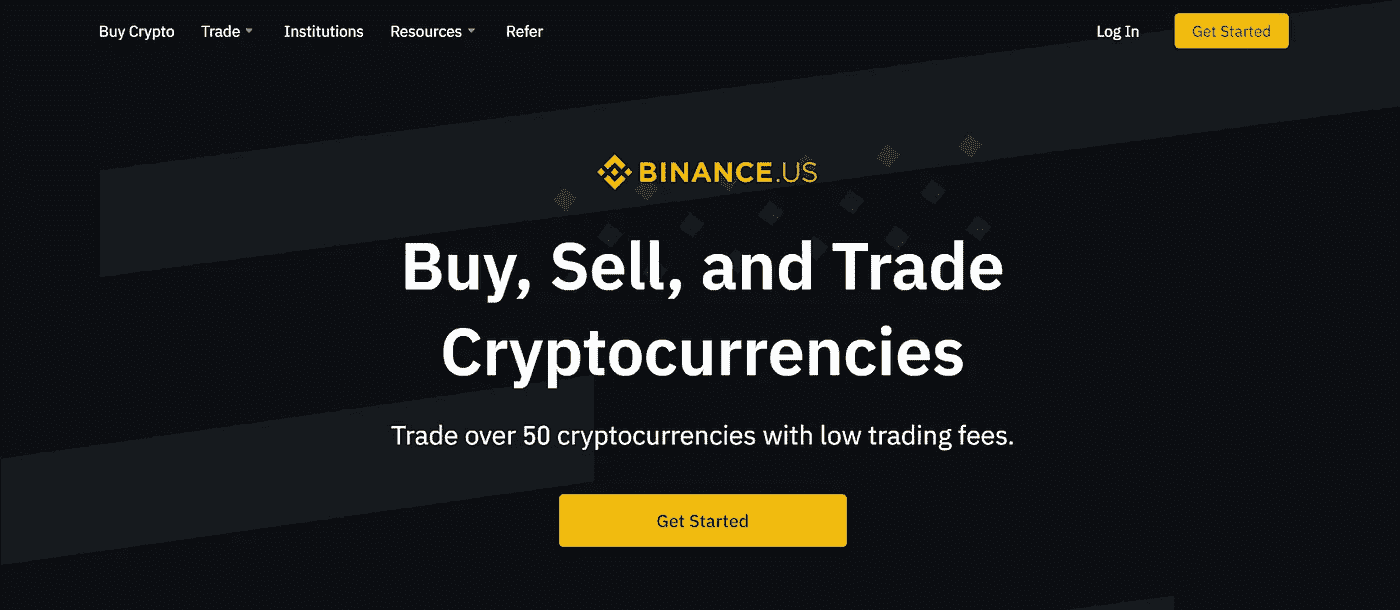 Buy Crypto Trade Institutions Resources Refer Log In Get Started
BINANCE.US
Buy, Sell, and Trade
Cryptocurrencies
Trade over 50 cryptocurrencies with low trading fees.
Get Started